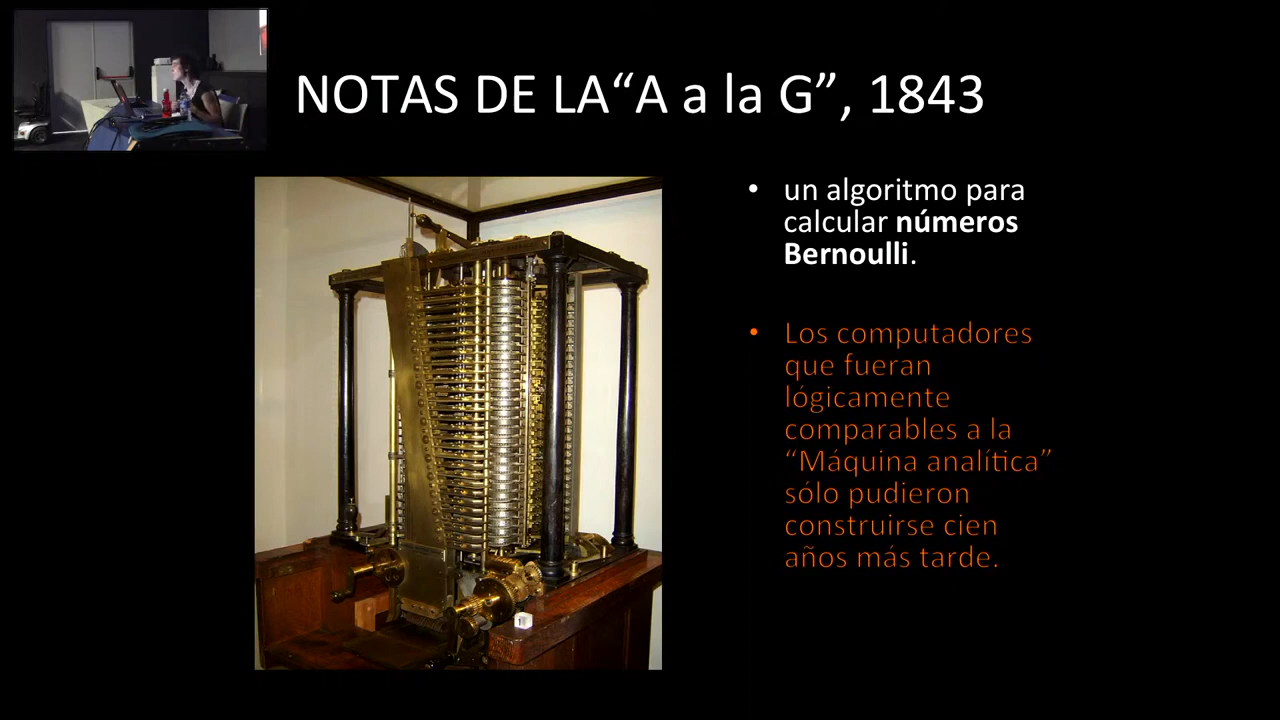 NOTAS DE LA“A a la G”, 1843
• un algoritmo para
calcular números
Bernoulli.
• Los computadores
que fueran
lógicamente
comparables a la
“Máquina analítica”
sólo pudieron
construirse cien
años más tarde.